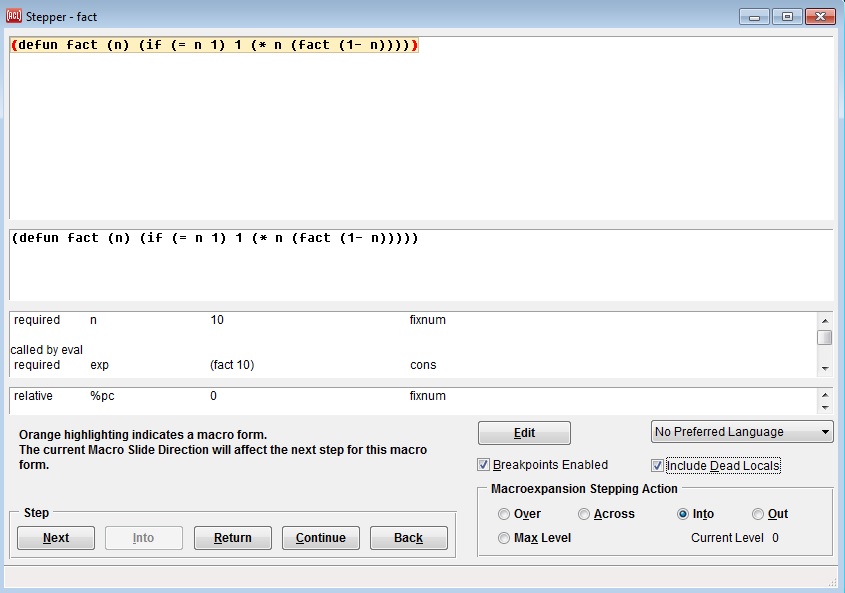 ACL Stepper - fact
(defun fact (n) (if (= n 1) 1 (* n (fact (1- n)))))
(defun fact (n) (if (= n 1) 1 (* n (fact (1- n)))))
required n 10 fixnum
called by eval
required exp (fact 10) cons
relative %pc 0 fixnum
Orange highlighting indicates a macro form.
The current Macro Slide Direction will affect the next step for this macro
form.
Edit
No Preferred Language
Breakpoints Enabled
Include Dead Locals
Macroexpansion Stepping Action
Over Across Into Out
Max Level Current Level 0
Step
Next Into Return Continue Back